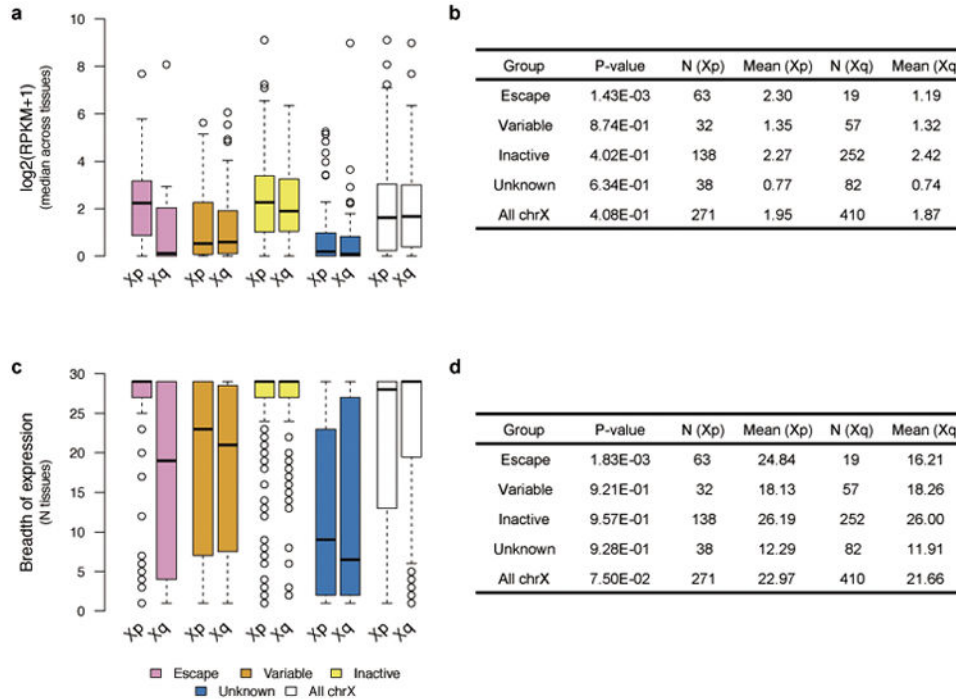 a
10
8
6
4
2
0
log2(RPKM+1)
(median across tissues)
Xp Xq Xp Xq Xp Xq Xp Xq Xp Xq
b
Group P-value N (Xp) Mean (Xp) N (Xq) Mean (Xq
Escape 1.43E-03 63 2.30 19 1.19
Variable 8.74E-01 32 1.35 57 1.32
Inactive 4.02E-01 138 2.27 252 2.42
Unknown 6.34E-01 38 0.77 82 0.74
All chrX 4.08E-01 271 1.95 410 1.87
c
30
25
20
15
10
5
0
Breadth of expression
(N tissues)
Xp Xq Xp Xq Xp Xq Xp Xq Xp Xq
Escape Variable Inactive
Unknown All chrX
d
Group P-value N (Xp) Mean (Xp) N (Xq) Mean (Xq
Escape 1.83E-03 63 24.84 19 16.21
Variable 9.21E-01 32 18.13 57 18.26
Inactive 9.57E-01 138 26.19 252 26.00
Unknown 9.28E-01 38 12.29 82 11.91
All chrX 7.50E-02 271 22.97 410 21.66